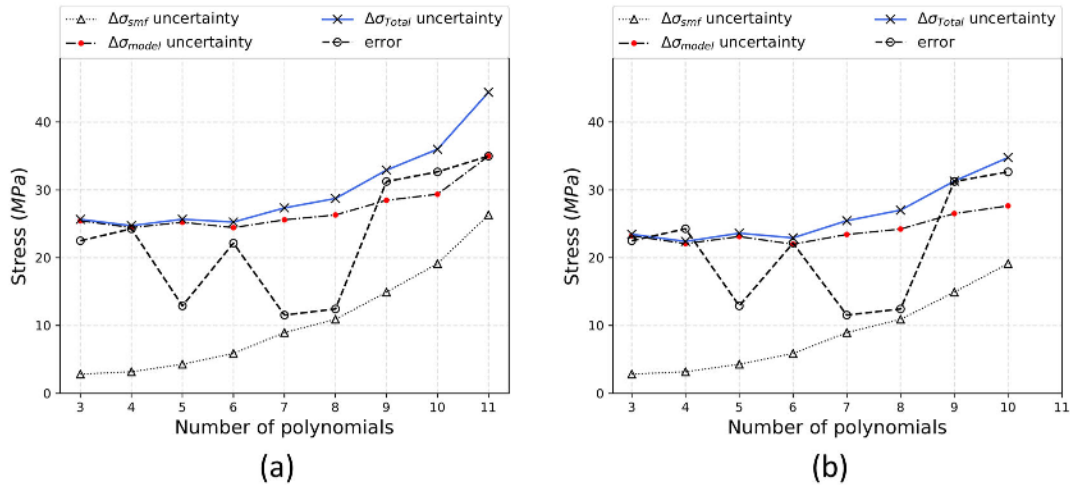 Δσsmf uncertainty
Δσmodel uncertainty
ΔσTotal uncertainty
error
Stress (MPa)
40
30
20
10
0
3 4 5 6 7 8 9 10 11
Number of polynomials
(a)
Δσsmf uncertainty
Δσmodel uncertainty
ΔσTotal uncertainty
error
Stress (MPa)
40
30
20
10
0
3 4 5 6 7 8 9 10 11
Number of polynomials
(b)